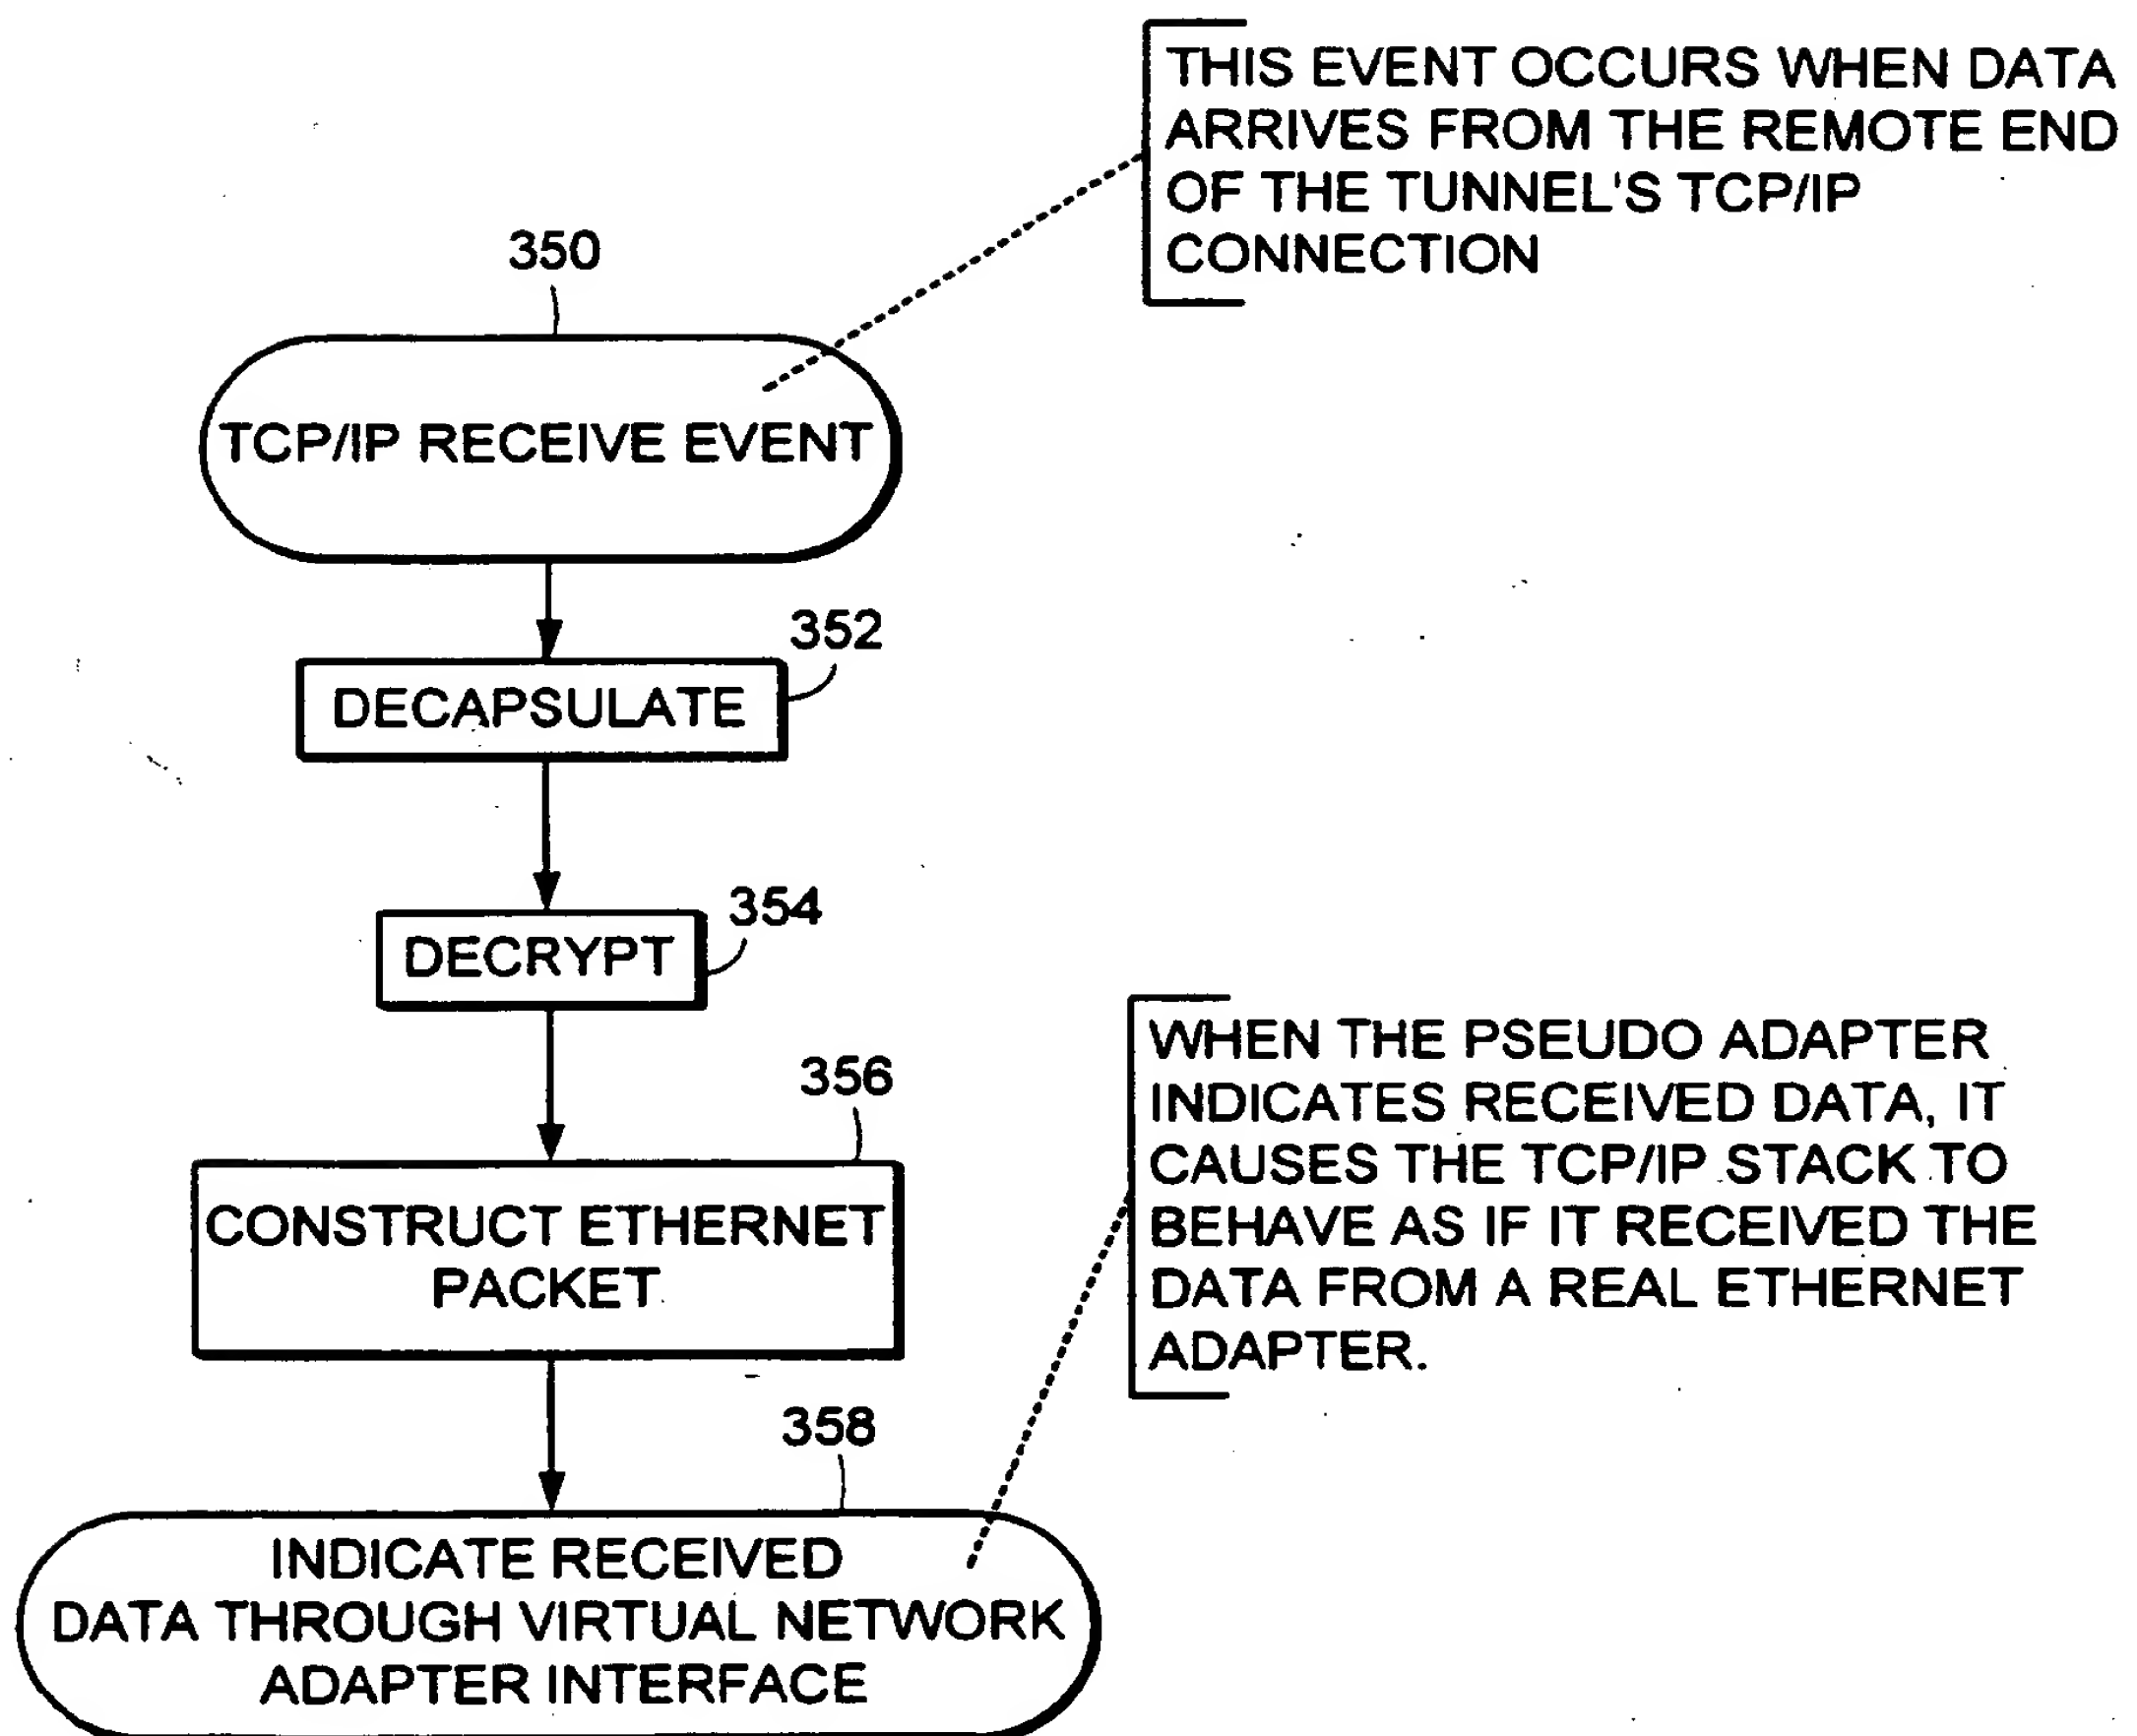 THIS EVENT OCCURS WHEN DATA
ARRIVES FROM THE REMOTE END
OF THE TUNNEL'S TCP/IP
CONNECTION
350
TCP/IP RECEIVE EVENT
352
DECAPSULATE
354
DECRYPT
356
CONSTRUCT ETHERNET
PACKET
WHEN THE PSEUDO ADAPTER
INDICATES RECEIVED DATA, IT
CAUSES THE TCP/IP STACK TO
BEHAVE AS IF IT RECEIVED THE
DATA FROM A REAL ETHERNET
ADAPTER.
358
INDICATE RECEIVED
DATA THROUGH VIRTUAL NETWORK
ADAPTER INTERFACE